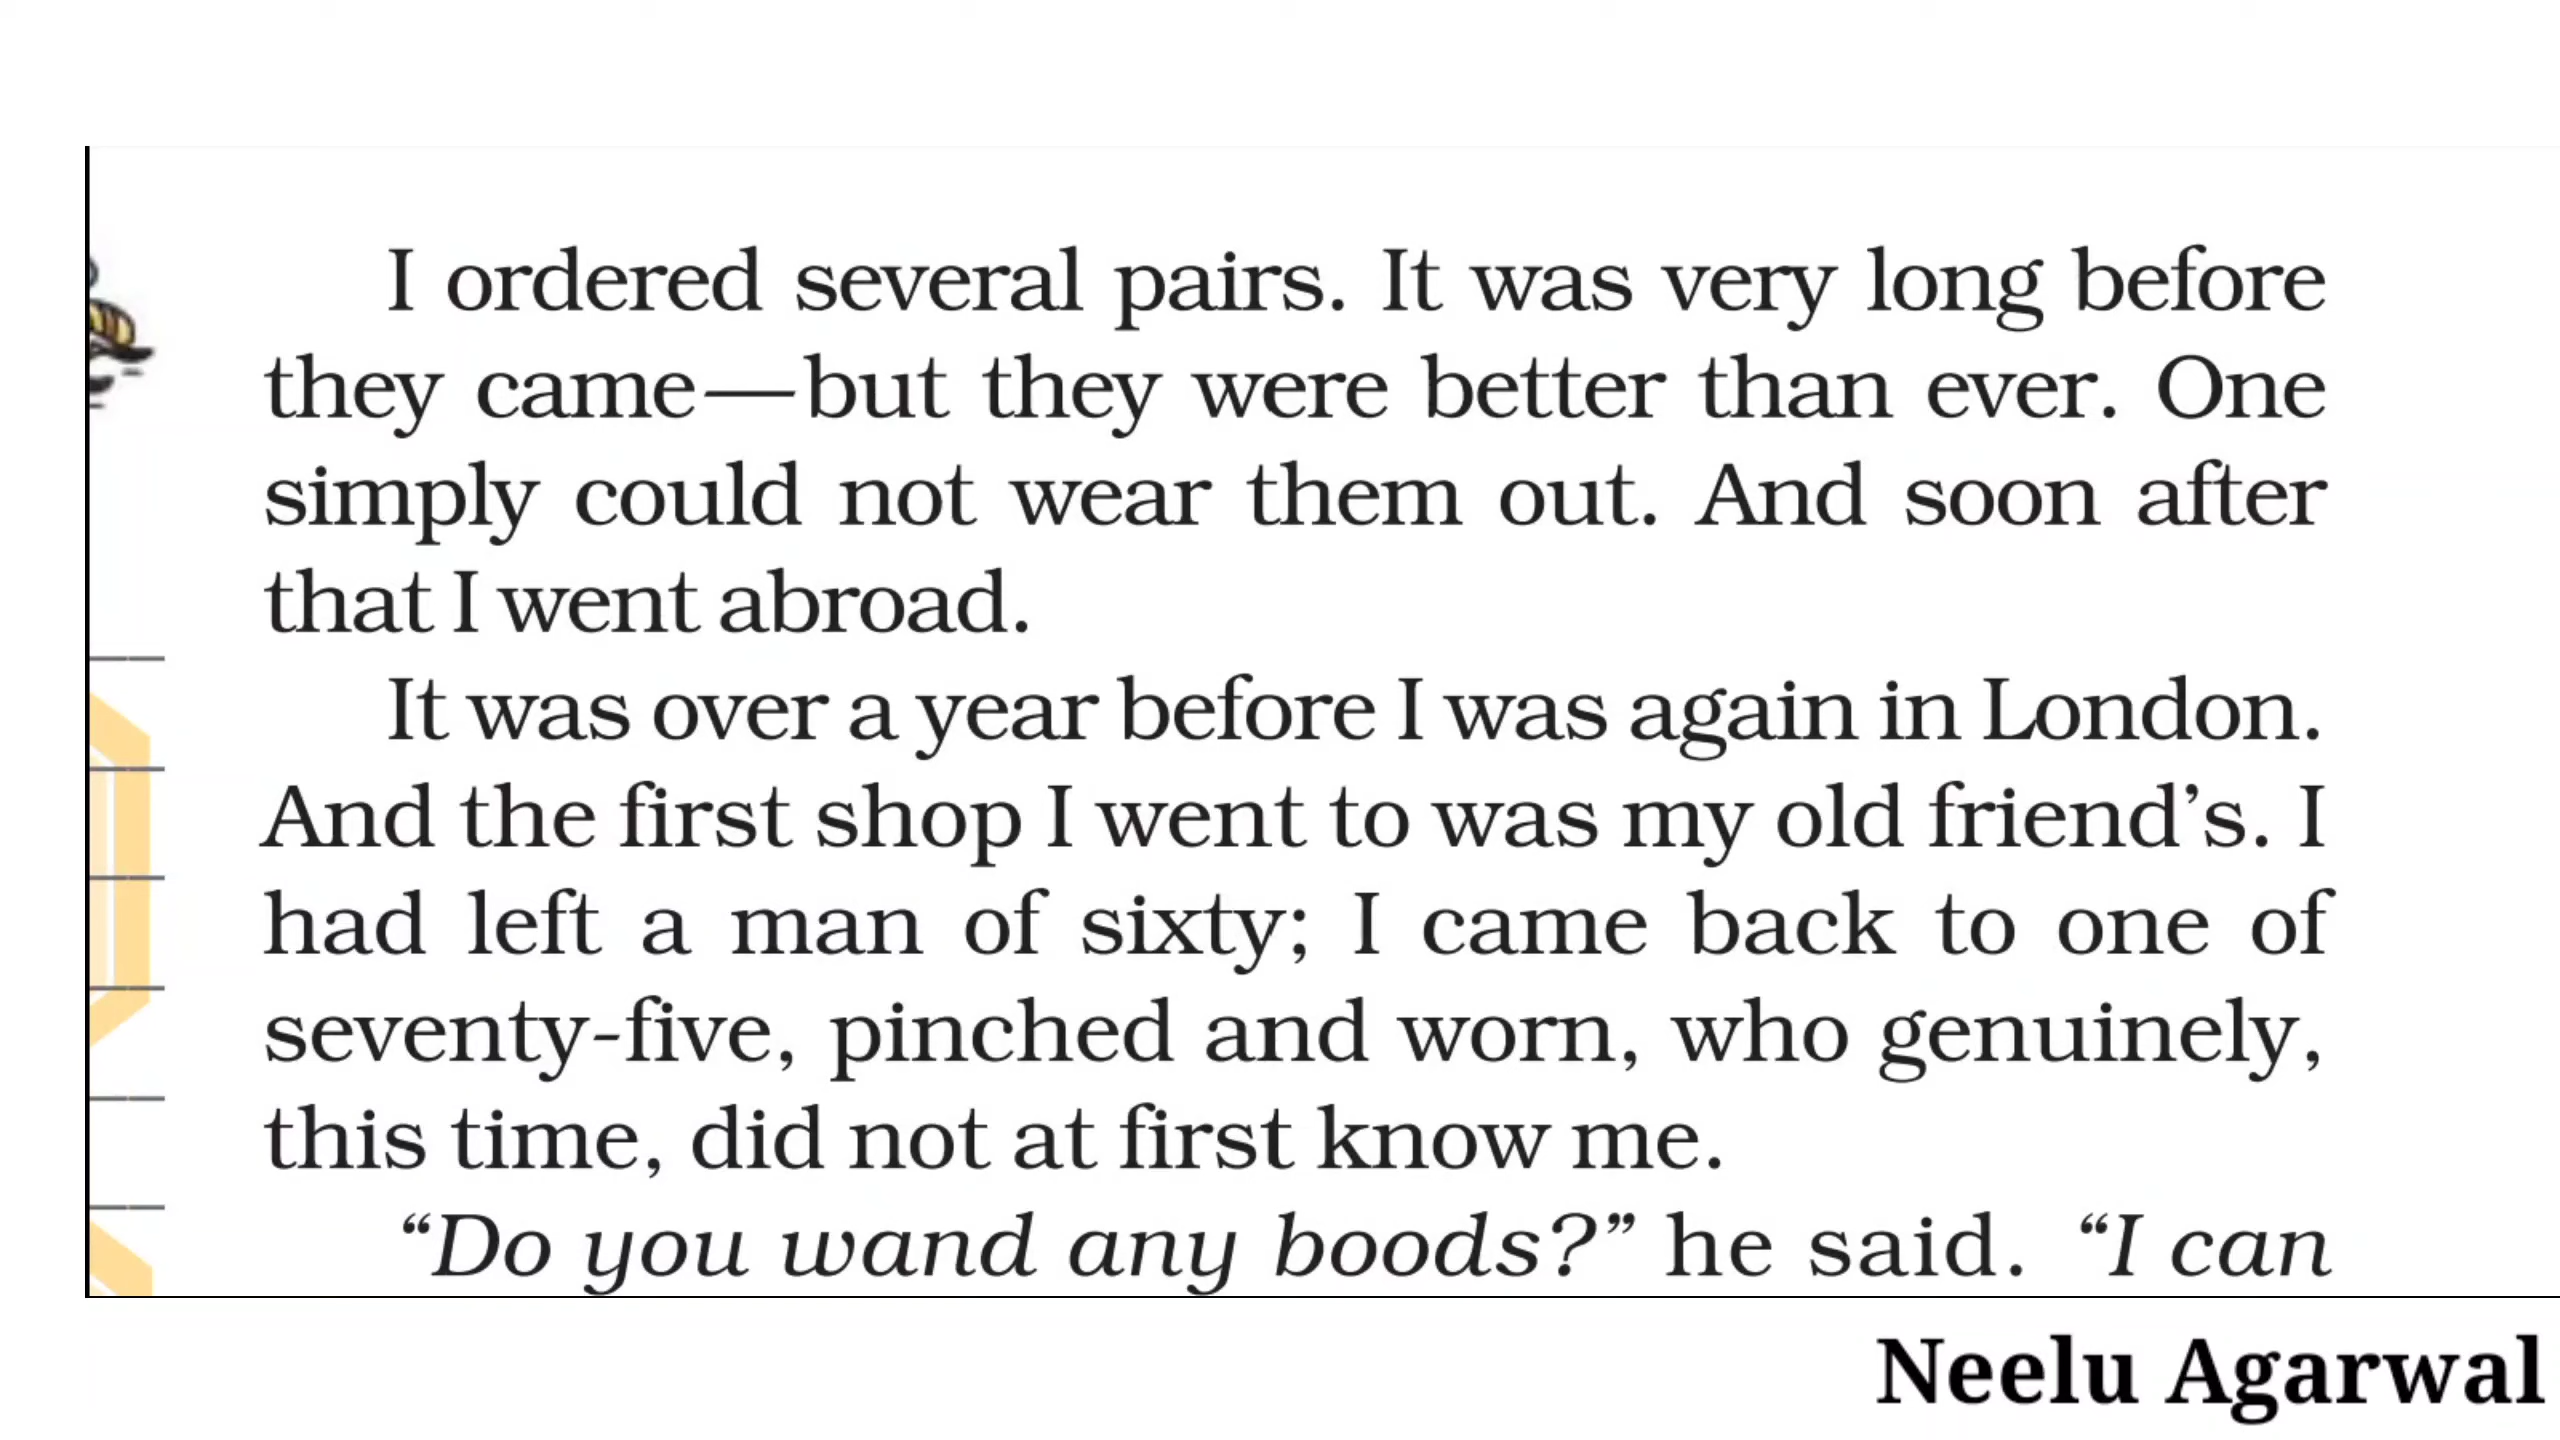 I ordered several pairs. It was very long before
they came—but they were better than ever. One
simply could not wear them out. And soon after
that I went abroad.
It was over a year before I was again in London.
And the first shop I went to was my old friend’s. I
had left a man of sixty; I came back to one of
seventy-five, pinched and worn, who genuinely,
this time, did not at first know me.
“Do you wand any boods?” he said. “I can
Neelu Agarwal